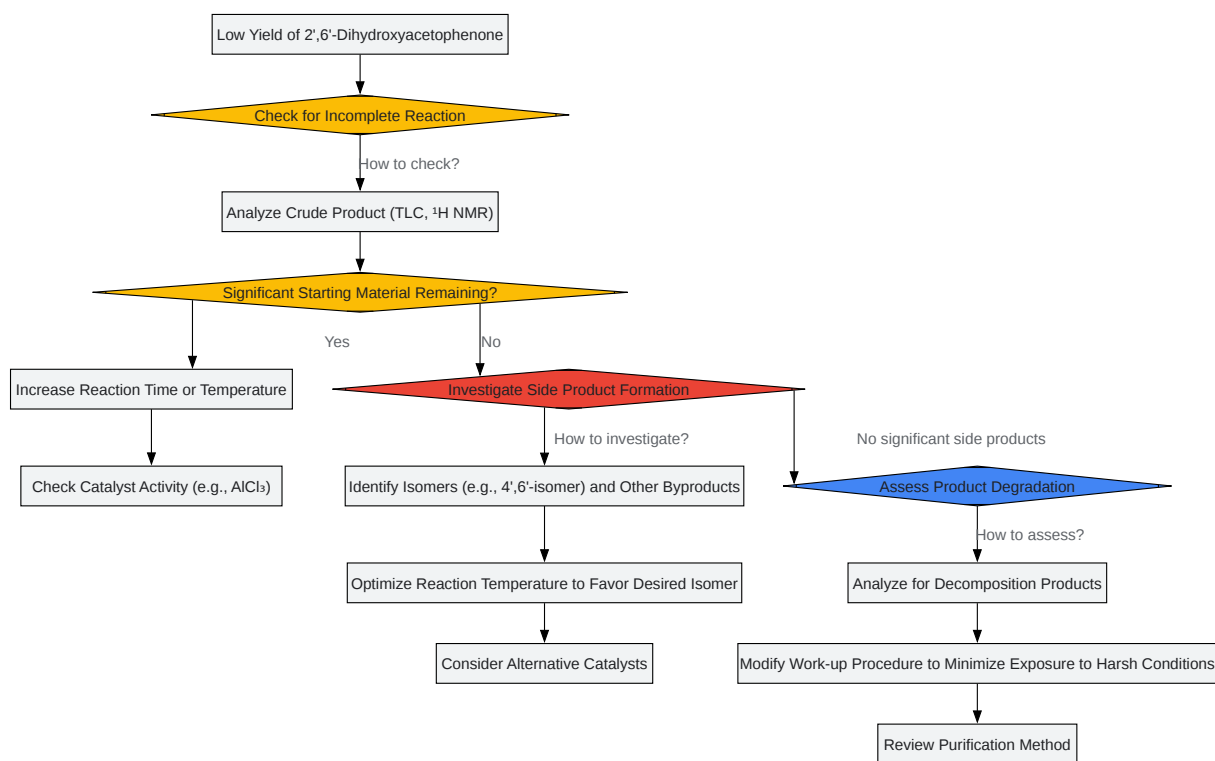 Low Yield of 2',6'-Dihydroxyacetophenone
Check for Incomplete Reaction
How to check?
Analyze Crude Product (TLC, ¹H NMR)
Significant Starting Material Remaining?
Yes
No
Increase Reaction Time or Temperature
Investigate Side Product Formation
How to investigate?
No significant side products
Check Catalyst Activity (e.g., AlCl₃)
Identify Isomers (e.g., 4',6'-isomer) and Other Byproducts
Assess Product Degradation
How to assess?
Optimize Reaction Temperature to Favor Desired Isomer
Analyze for Decomposition Products
Consider Alternative Catalysts
Modify Work-up Procedure to Minimize Exposure to Harsh Conditions
Review Purification Method